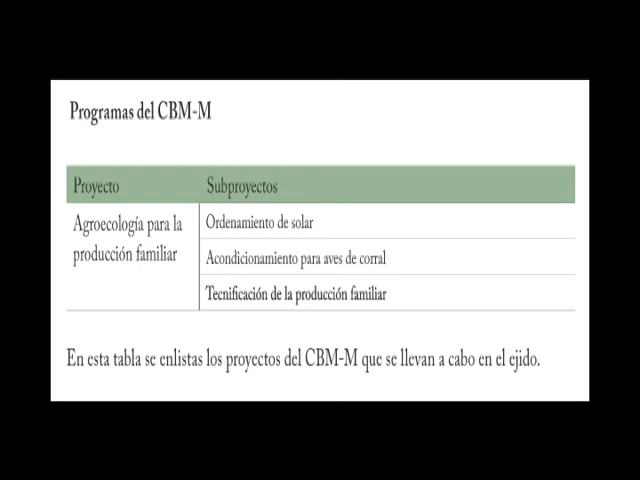 Programas del CBM-M
Proyecto Subproyectos
Agroecología para la producción familiar
Ordenamiento de solar
Acondicionamiento para aves de corral
Tecnificación de la producción familiar
En esta tabla se enlistas los proyectos del CBM-M que se llevan a cabo en el ejido.